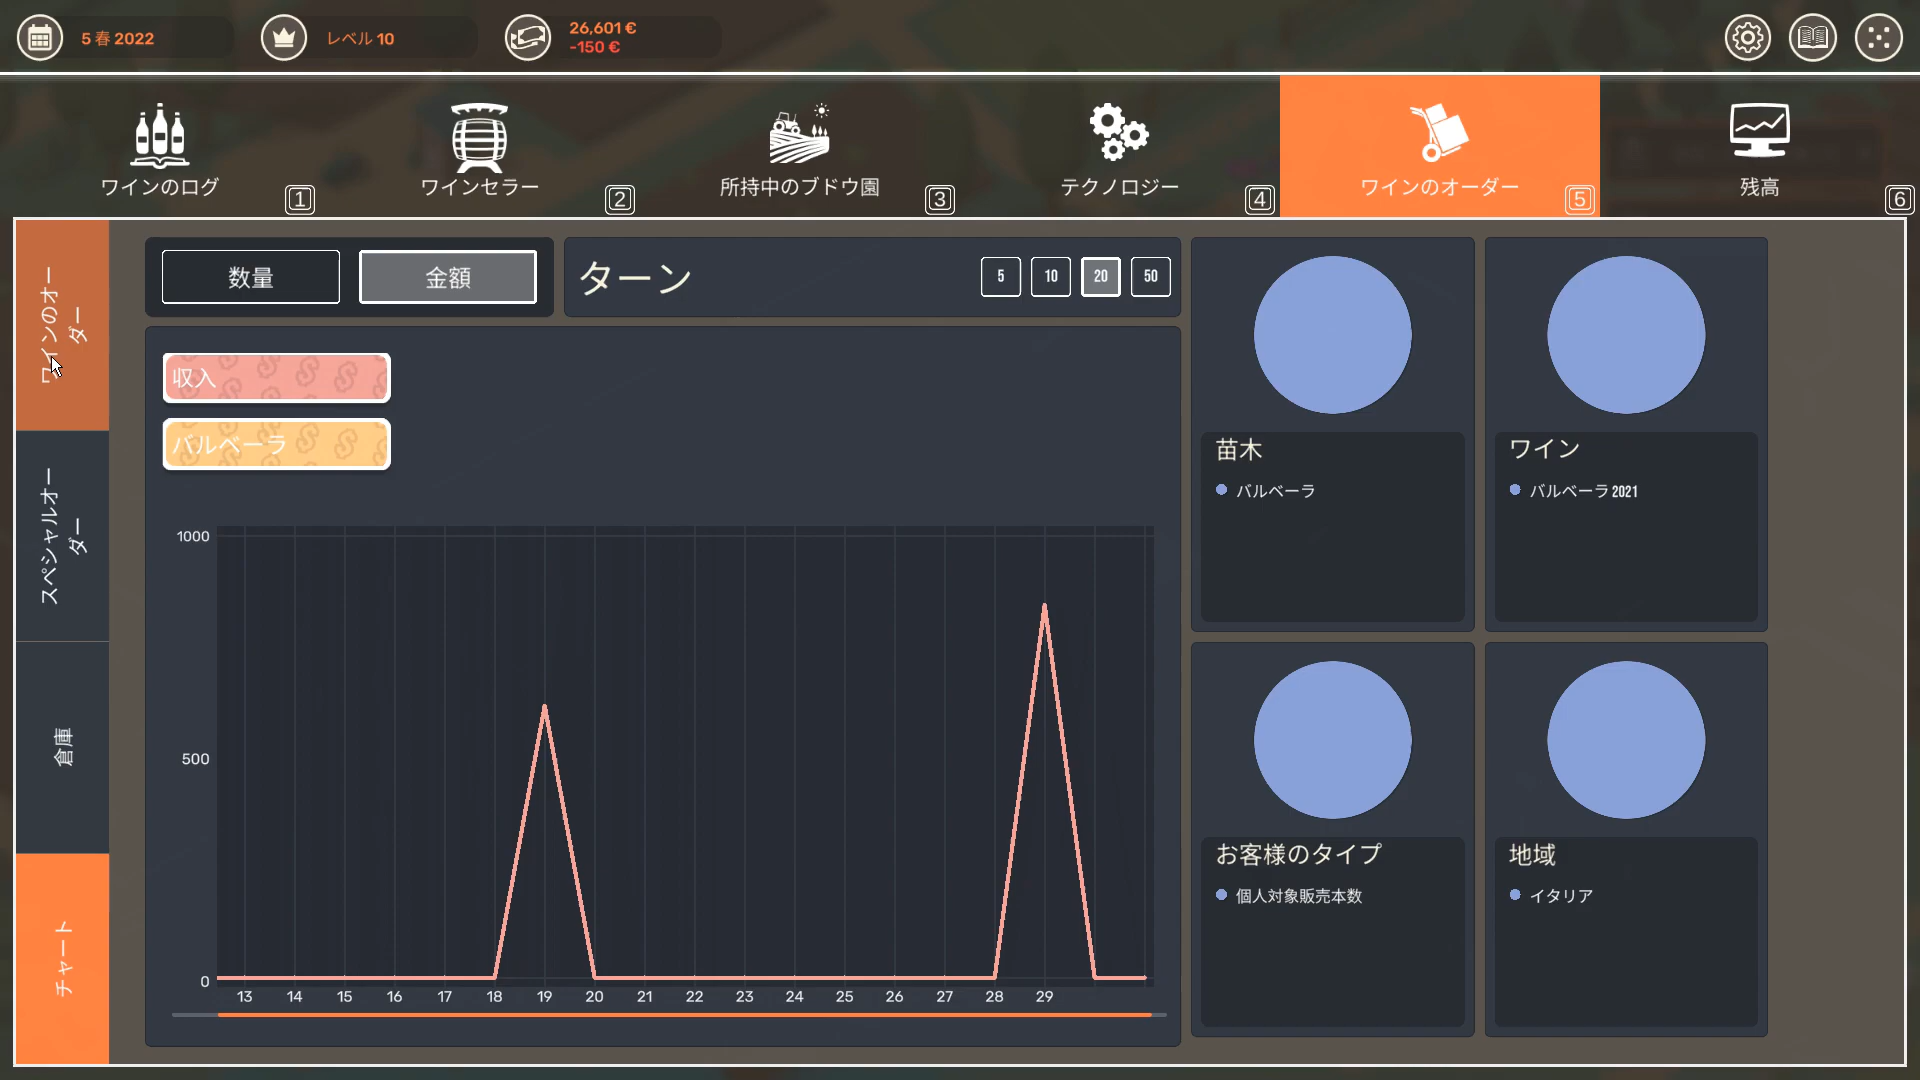 5 春 2022
レベル 10
26,601 €
-150 €
ワインのログ
1
ワインセラー
2
所持中のブドウ園
3
テクノロジー
4
ワインのオーダー
5
残高
6
ワインのオー
ダー
スペシャルオー
ダー
倉庫
チャート
数量
金額
ターン
5
10
20
50
収入
バルベーラ
1000
500
0
13 14 15 16 17 18 19 20 21 22 23 24 25 26 27 28 29
苗木
バルベーラ
ワイン
バルベーラ 2021
お客様のタイプ
個人対象販売本数
地域
イタリア